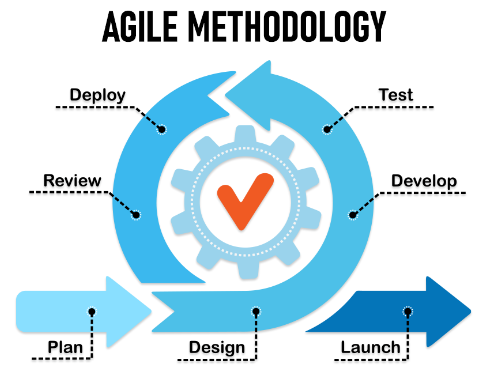 AGILE METHODOLOGY
Deploy
Test
Review
Develop
Plan
Design
Launch